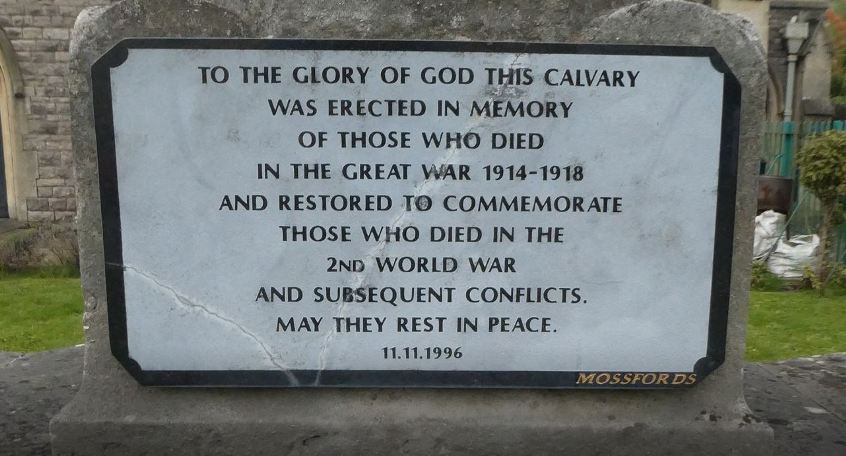 TO THE GLORY OF GOD THIS CALVARY
WAS ERECTED IN MEMORY
OF THOSE WHO DIED
IN THE GREAT WAR 1914-1918
AND RESTORED TO COMMEMORATE
THOSE WHO DIED IN THE
2ND WORLD WAR
AND SUBSEQUENT CONFLICTS.
MAY THEY REST IN PEACE.
11.11.1996
MOSSFORDS